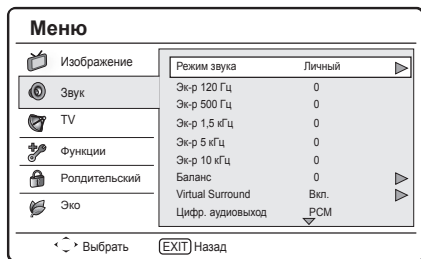 Меню
Изображение
Звук
TV
Функции
Ролдительский
Эко
Режим звука Личный
Эк-р 120 Гц 0
Эк-р 500 Гц 0
Эк-р 1,5 кГц 0
Эк-р 5 кГц 0
Эк-р 10 кГц 0
Баланс 0
Virtual Surround Вкл.
Цифр. аудиовыход PCM
Выбрать EXIT Назад